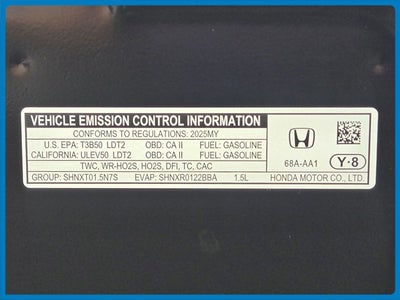 VEHICLE EMISSION CONTROL INFORMATION
CONFORMS TO REGULATIONS: 2025MY
U.S. EPA: T3B50 LDT2 OBD: CA II FUEL: GASOLINE
CALIFORNIA: ULEV50 LDT2 OBD: CA II FUEL: GASOLINE
TWC, WR-HO2S, HO2S, DFI, TC, CAC
GROUP: SHNXT01.5N7S EVAP: SHNXR0122BBA 1.5L
68A-AA1 Y·8
HONDA MOTOR CO., LTD.